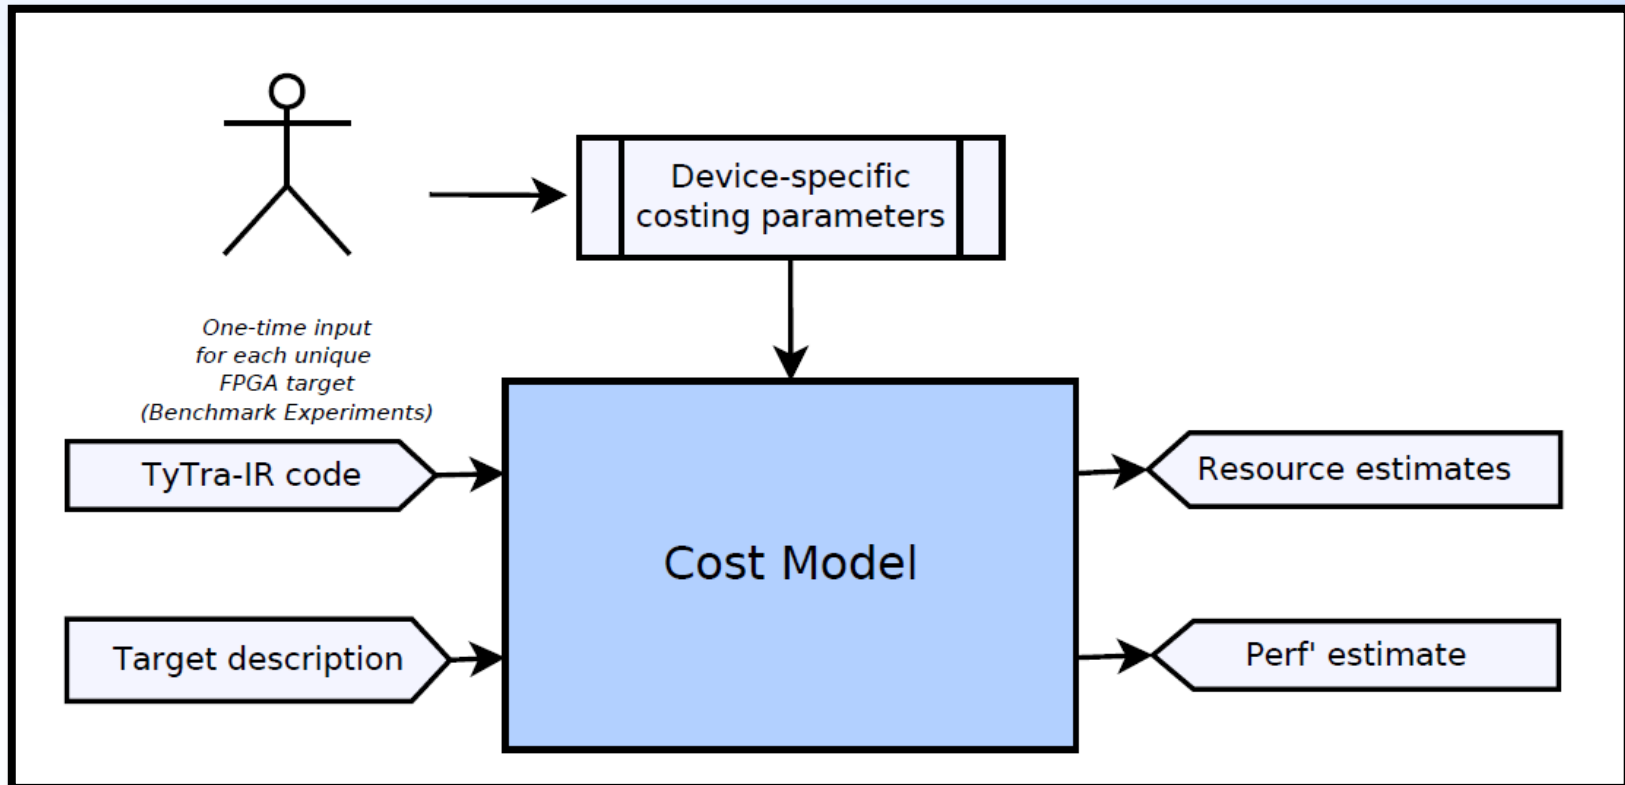 Device-specific
costing parameters
One-time input
for each unique
FPGA target
(Benchmark Experiments)
TyTra-IR code
Target description
Cost Model
Resource estimates
Perf' estimate